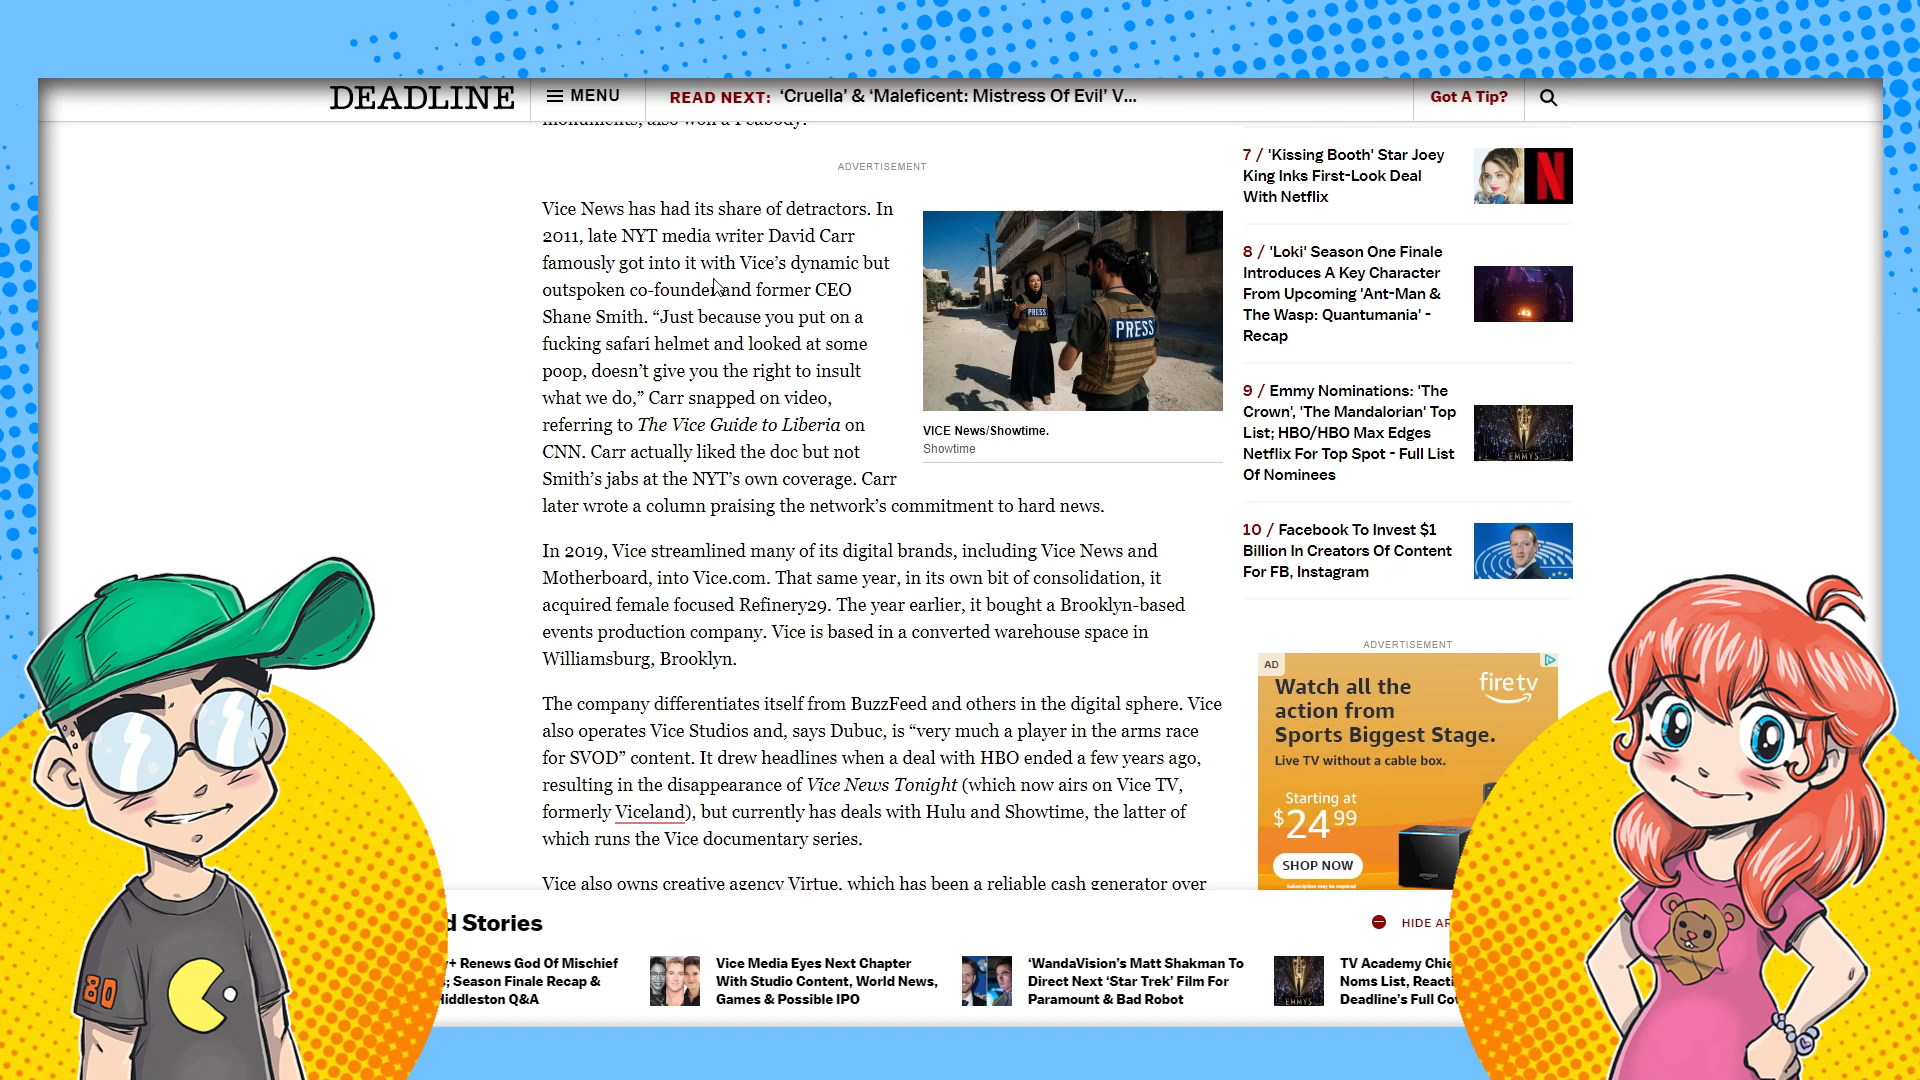 DEADLINE
MENU
READ NEXT: ‘Cruella’ & ‘Maleficent: Mistress Of Evil’ V...
Got A Tip?
monuments, also won a Peabody.
ADVERTISEMENT
Vice News has had its share of detractors. In
2011, late NYT media writer David Carr
famously got into it with Vice’s dynamic but
outspoken co-founder and former CEO
Shane Smith. “Just because you put on a
fucking safari helmet and looked at some
poop, doesn’t give you the right to insult
what we do,” Carr snapped on video,
referring to The Vice Guide to Liberia on
CNN. Carr actually liked the doc but not
Smith’s jabs at the NYT’s own coverage. Carr
later wrote a column praising the network’s commitment to hard news.
PRESS
PRESS
VICE News/Showtime.
Showtime
In 2019, Vice streamlined many of its digital brands, including Vice News and
Motherboard, into Vice.com. That same year, in its own bit of consolidation, it
acquired female focused Refinery29. The year earlier, it bought a Brooklyn-based
events production company. Vice is based in a converted warehouse space in
Williamsburg, Brooklyn.
The company differentiates itself from BuzzFeed and others in the digital sphere. Vice
also operates Vice Studios and, says Dubuc, is “very much a player in the arms race
for SVOD” content. It drew headlines when a deal with HBO ended a few years ago,
resulting in the disappearance of Vice News Tonight (which now airs on Vice TV,
formerly Viceland), but currently has deals with Hulu and Showtime, the latter of
which runs the Vice documentary series.
Vice also owns creative agency Virtue, which has been a reliable cash generator over
7 / 'Kissing Booth' Star Joey
King Inks First-Look Deal
With Netflix
N
8 / 'Loki' Season One Finale
Introduces A Key Character
From Upcoming 'Ant-Man &
The Wasp: Quantumania' -
Recap
9 / Emmy Nominations: 'The
Crown', 'The Mandalorian' Top
List; HBO/HBO Max Edges
Netflix For Top Spot - Full List
Of Nominees
EMMYS
10 / Facebook To Invest $1
Billion In Creators Of Content
For FB, Instagram
ADVERTISEMENT
AD
Watch all the
action from
Sports Biggest Stage.
fire tv
Live TV without a cable box.
Starting at
$24.99
SHOP NOW
Subscription may be required
amazon
d Stories
HIDE AR
+ Renews God Of Mischief
; Season Finale Recap &
iddleston Q&A
Vice Media Eyes Next Chapter
With Studio Content, World News,
Games & Possible IPO
‘WandaVision’s Matt Shakman To
Direct Next ‘Star Trek’ Film For
Paramount & Bad Robot
EMMYS
TV Academy Chie
Noms List, Reacti
Deadline’s Full Co
80